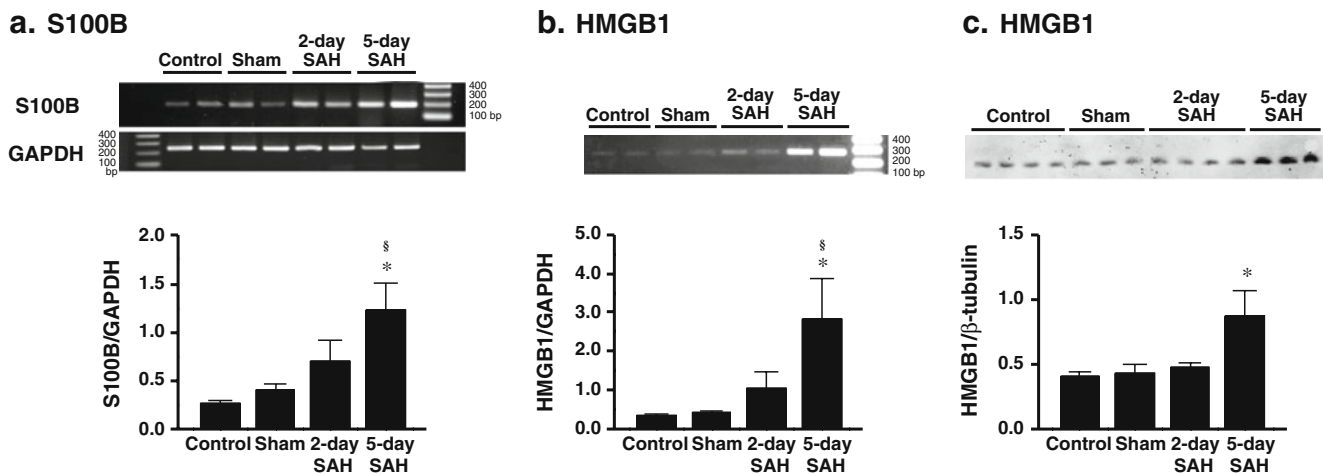 a. S100B
Control Sham 2-day SAH 5-day SAH
S100B
400
300
200
100 bp
GAPDH
400
300
200
100
bp
S100B/GAPDH
2.0
1.5
1.0
0.5
0.0
§
*
Control Sham 2-day SAH 5-day SAH
b. HMGB1
Control Sham 2-day SAH 5-day SAH
400
300
200
100 bp
HMGB1/GAPDH
5.0
4.0
3.0
2.0
1.0
0.0
§
*
Control Sham 2-day SAH 5-day SAH
c. HMGB1
Control Sham 2-day SAH 5-day SAH
HMGB1/β-tubulin
1.5
1.0
0.5
0.0
*
Control Sham 2-day SAH 5-day SAH